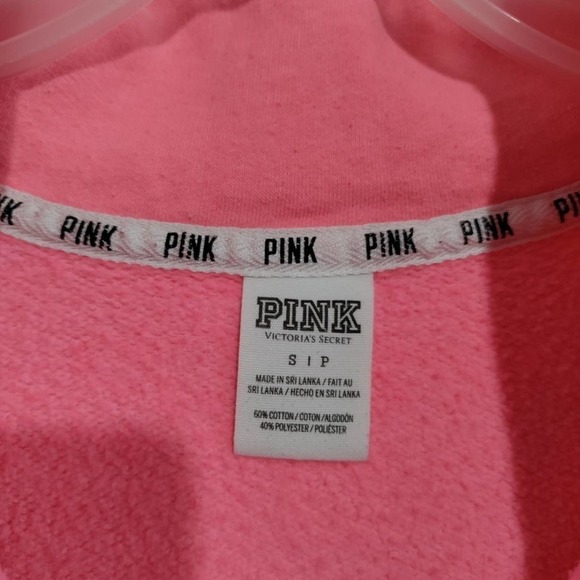 PINK PINK PINK PINK PINK
PINK
VICTORIA'S SECRET
S | P
MADE IN SRI LANKA / FAIT AU
SRI LANKA / HECHO EN SRI LANKA
60% COTTON / COTON /ALGODÓN
40% POLYESTER / POLIÉSTER